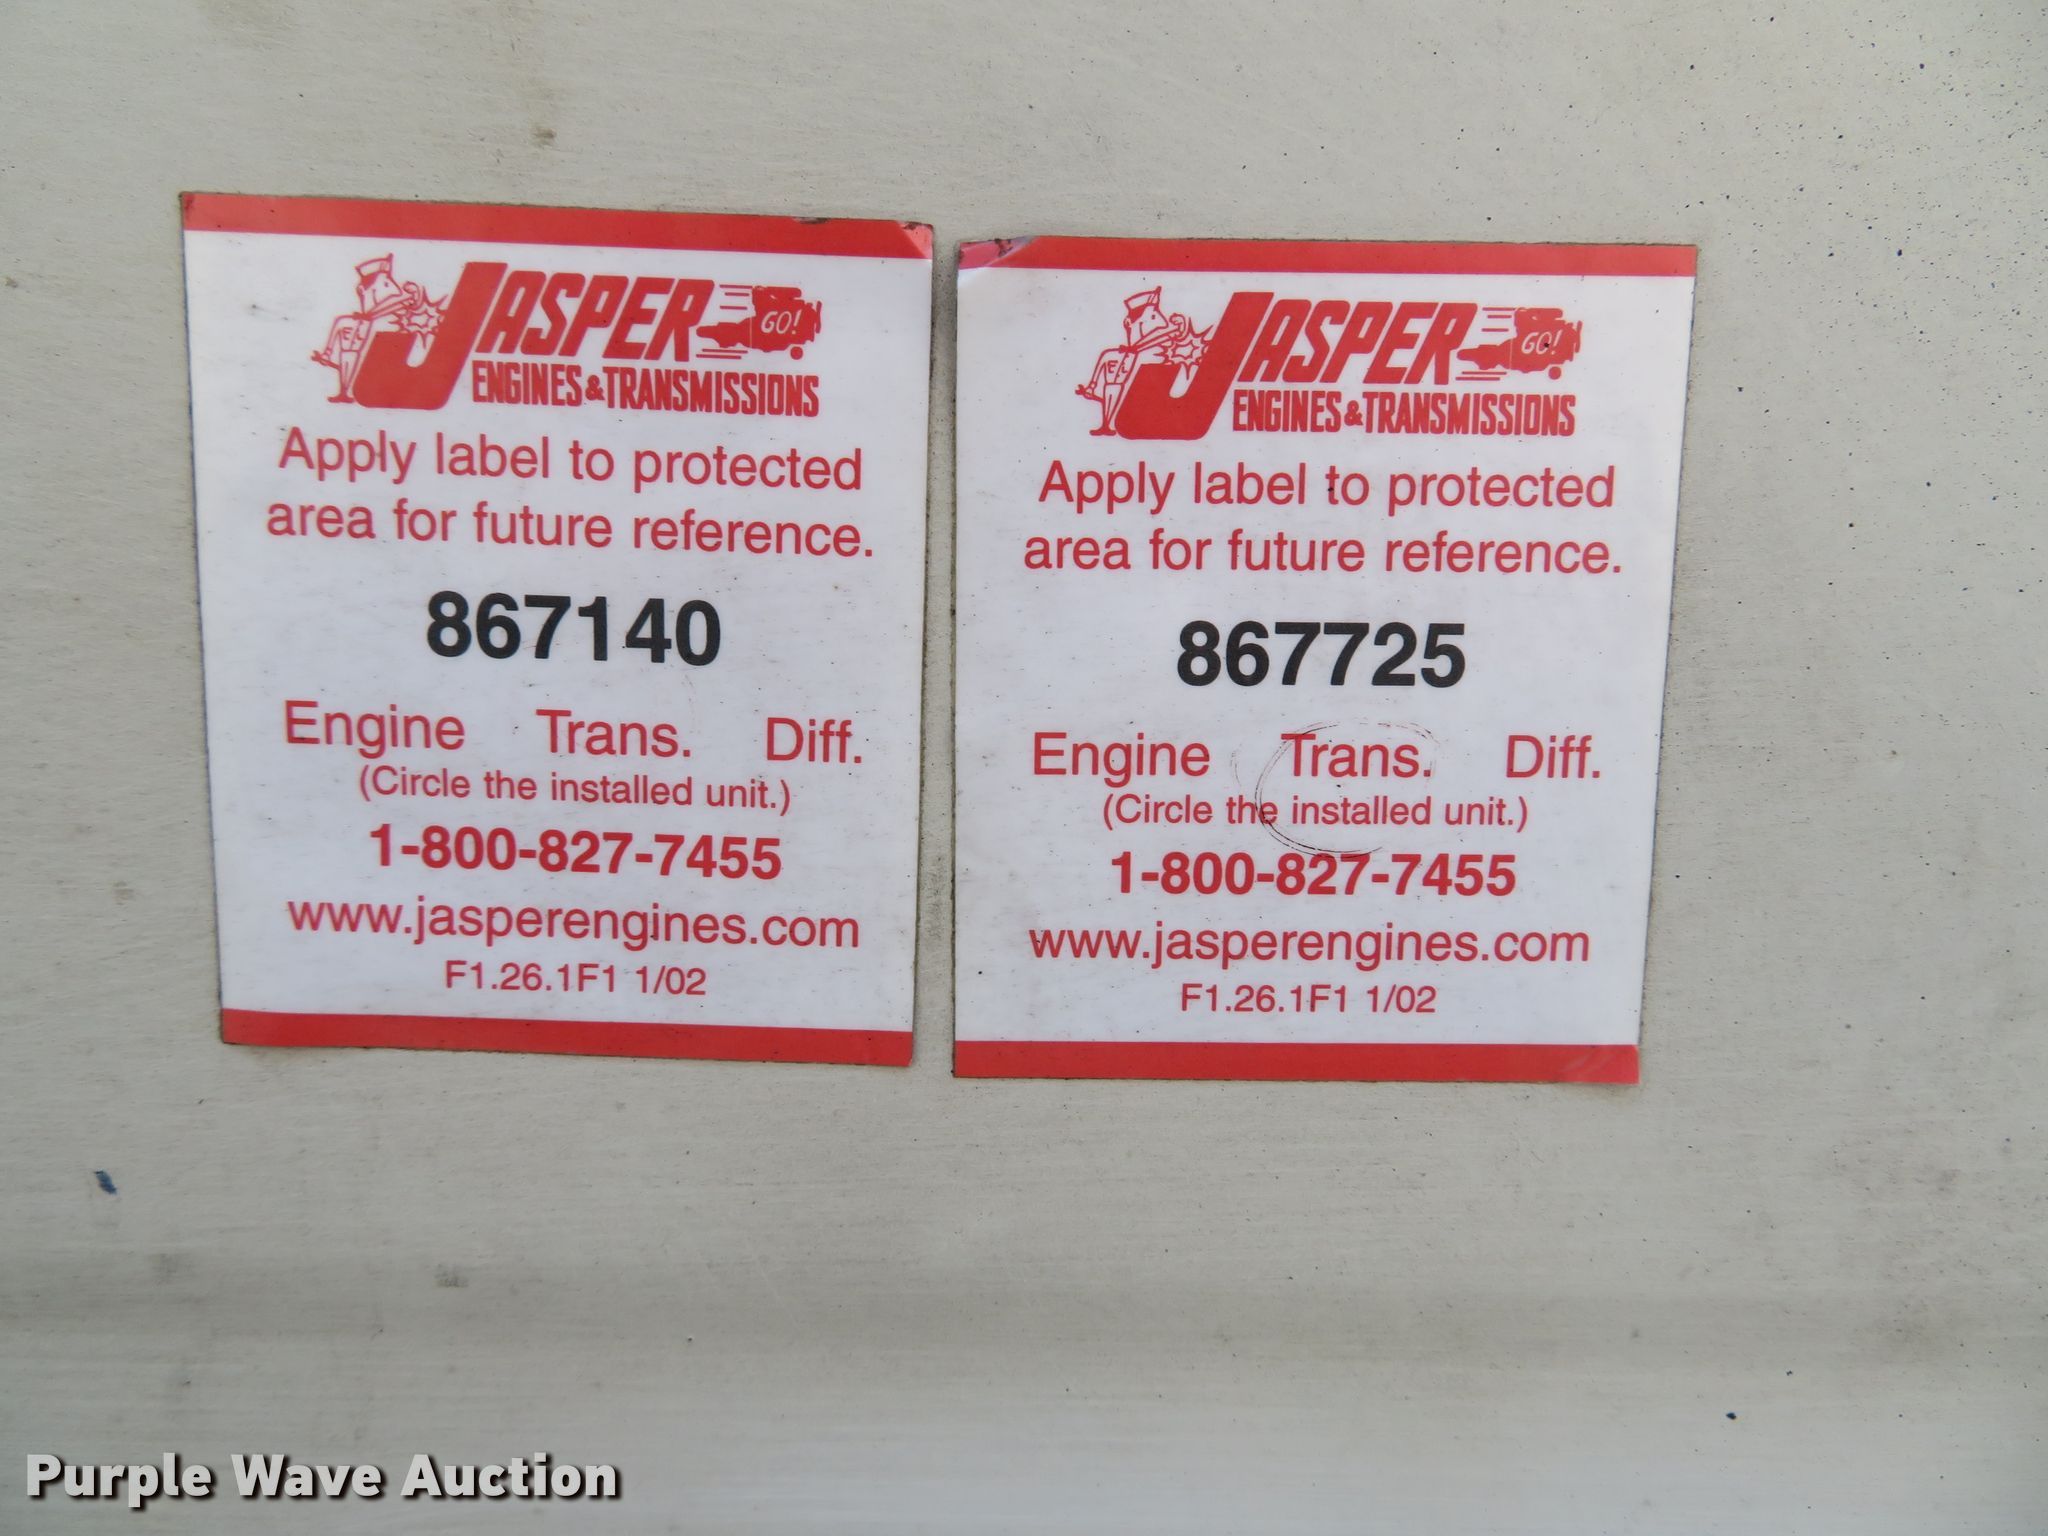 JASPER GO!
ENGINES & TRANSMISSIONS
Apply label to protected
area for future reference.
867140
Engine Trans. Diff.
(Circle the installed unit.)
1-800-827-7455
www.jasperengines.com
F1.26.1F1 1/02
JASPER GO!
ENGINES & TRANSMISSIONS
Apply label to protected
area for future reference.
867725
Engine Trans. Diff.
(Circle the installed unit.)
1-800-827-7455
www.jasperengines.com
F1.26.1F1 1/02
Purple Wave Auction